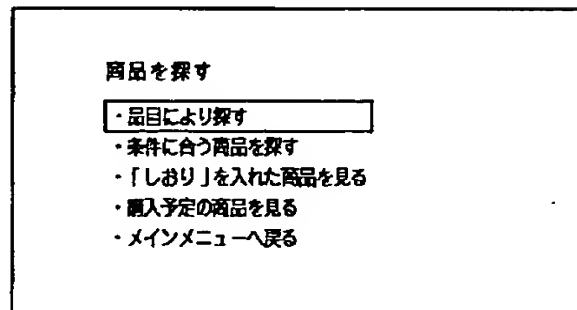 商品を探す
・品目により探す
・条件に合う商品を探す
・「しおり」を入れた商品を見る
・購入予定の商品を見る
・メインメニューへ戻る